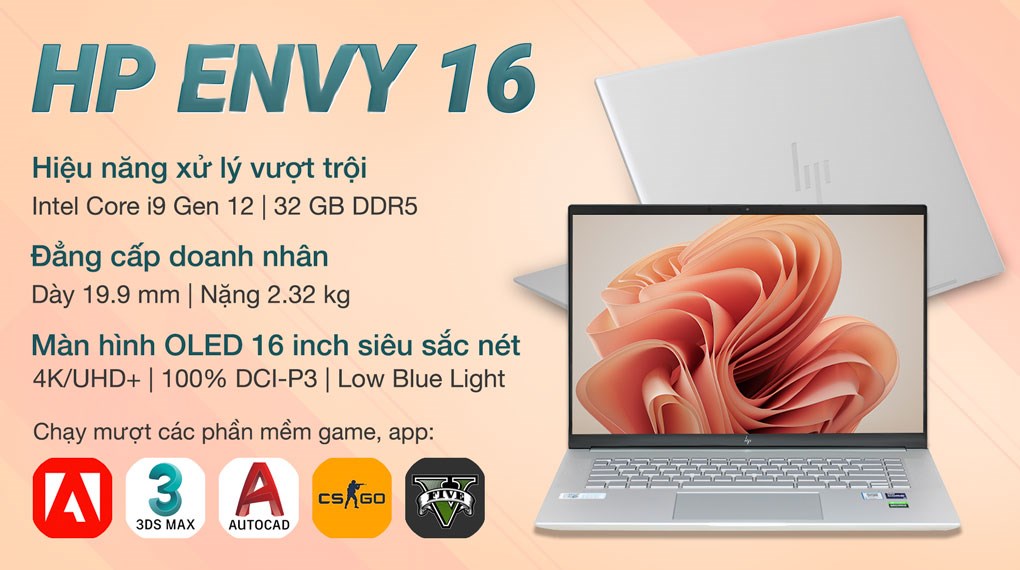 HP ENVY 16
Hiệu năng xử lý vượt trội
Intel Core i9 Gen 12 | 32 GB DDR5
Đẳng cấp doanh nhân
Dày 19.9 mm | Nặng 2.32 kg
Màn hình OLED 16 inch siêu sắc nét
4K/UHD+ | 100% DCI-P3 | Low Blue Light
Chạy mượt các phần mềm game, app:
3DS MAX
AUTOCAD
CS GO
FIVE
hp
hp